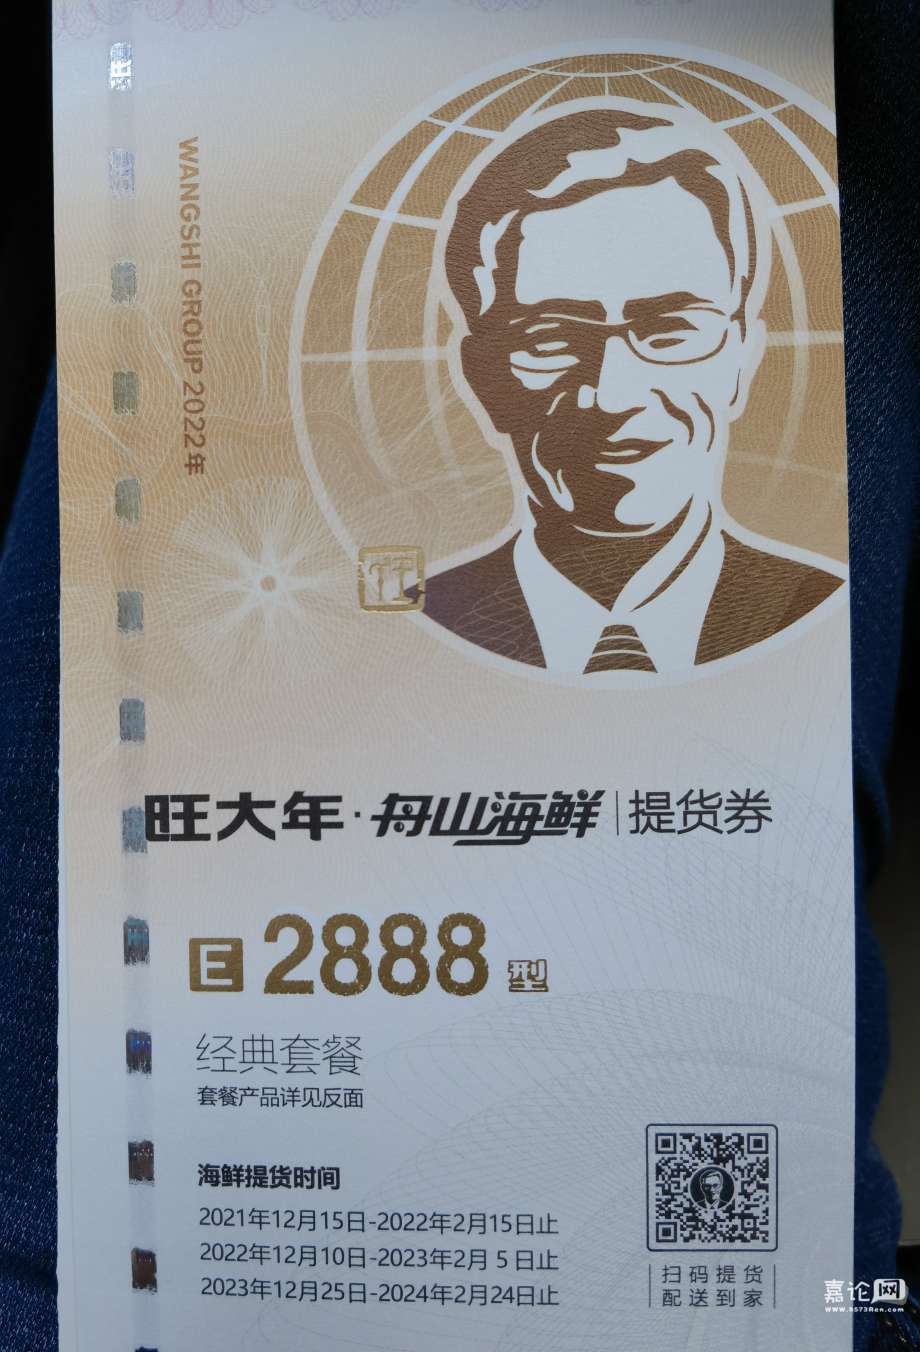 旺
WANGSHI GROUP 2022年
旺大年·舟山海鲜|提货券
E 2888 型
经典套餐
套餐产品详见反面
海鲜提货时间
2021年12月15日-2022年2月15日止
2022年12月10日-2023年2月5日止
2023年12月25日-2024年2月24日止
扫码提货
配送到家
嘉论网
www.0573Ren.com